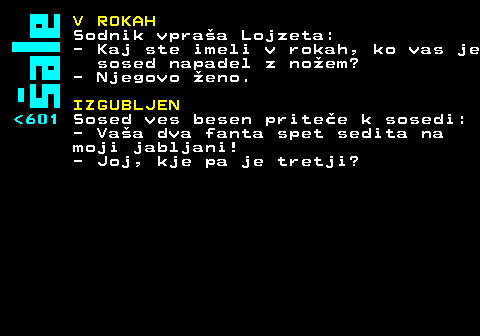 šale
V ROKAH
Sodnik vpraša Lojzeta:
- Kaj ste imeli v rokah, ko vas je
sosed napadel z nožem?
- Njegovo ženo.
IZGUBLJEN
<601 Sosed ves besen priteče k sosedi:
- Vaša dva fanta spet sedita na
moji jabljani!
- Joj, kje pa je tretji?